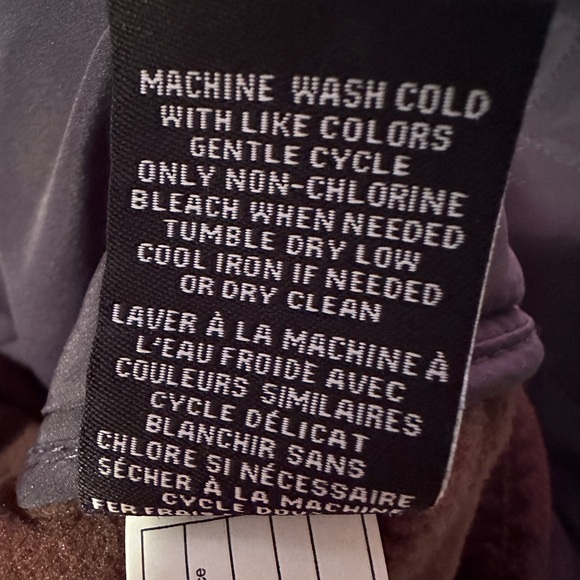 MACHINE WASH COLD
WITH LIKE COLORS
GENTLE CYCLE
ONLY NON-CHLORINE
BLEACH WHEN NEEDED
TUMBLE DRY LOW
COOL IRON IF NEEDED
OR DRY CLEAN
LAVER À LA MACHINE À
L'EAU FROIDE AVEC
COULEURS SIMILAIRES
CYCLE DÉLICAT
BLANCHIR SANS
CHLORE SI NÉCESSAIRE
SÉCHER À LA MACHINE
CYCLE
FER